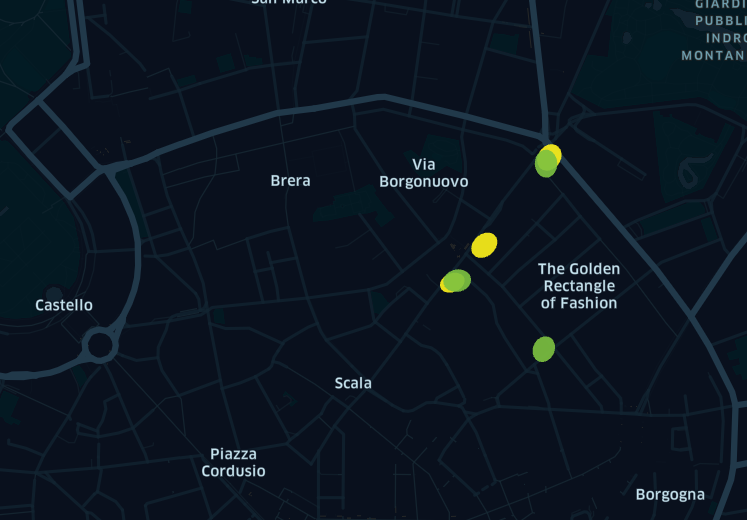 San Marco
GIARDI
PUBBLI
INDRO
MONTAN
Via
Borgonuovo
Brera
The Golden
Rectangle
of Fashion
Castello
Scala
Piazza
Cordusio
Borgogna